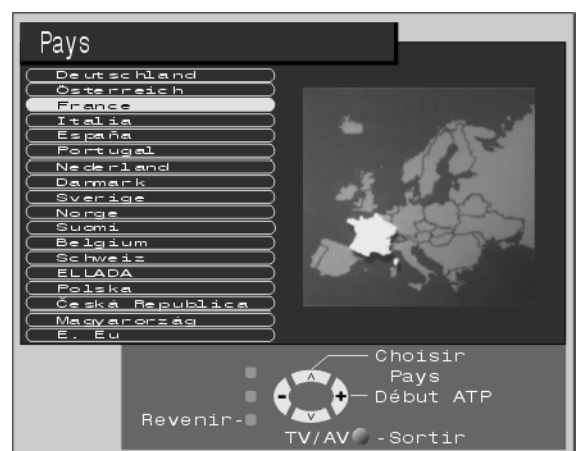 Pays
Deutschland
Österreich
France
Italia
España
Portugal
Nederland
Danmark
Sverige
Norge
Suomi
Belgium
Schweiz
ELLADA
Polska
Česká Republica
Magyarország
E. Eu
Choisir
Pays
- + Début ATP
Revenir
TV/AV - Sortir